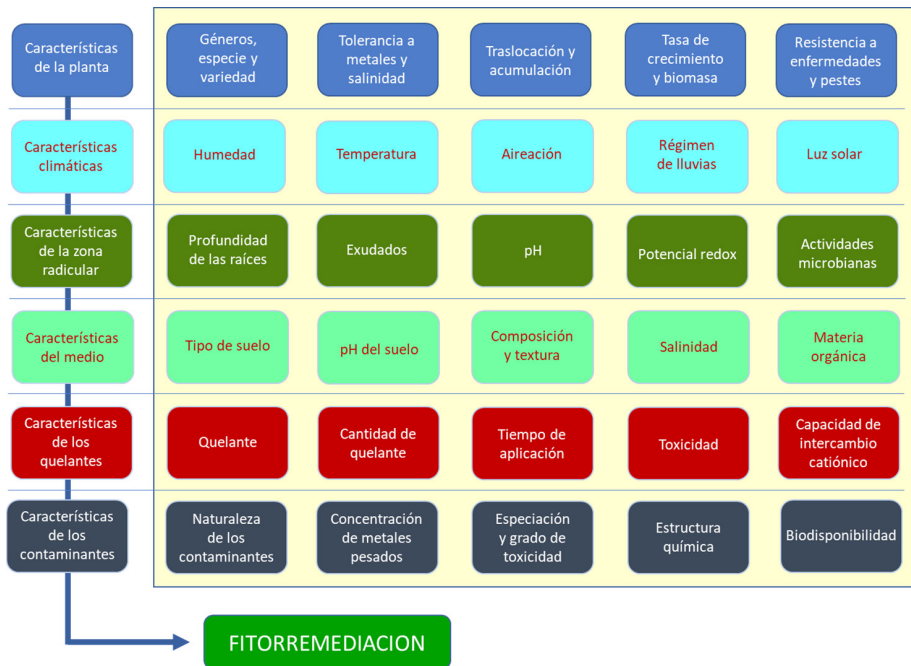 Características
de la planta
Géneros,
especie y
variedad
Tolerancia a
metales y
salinidad
Traslocación y
acumulación
Tasa de
crecimiento
y biomasa
Resistencia a
enfermedades
y pestes
Características
climáticas
Humedad
Temperatura
Aireación
Régimen
de lluvias
Luz solar
Características
de la zona
radicular
Profundidad
de las raíces
Exudados
pH
Potencial redox
Actividades
microbianas
Características
del medio
Tipo de suelo
pH del suelo
Composición
y textura
Salinidad
Materia
orgánica
Características
de los
quelantes
Quelante
Cantidad de
quelante
Tiempo de
aplicación
Toxicidad
Capacidad de
intercambio
catiónico
Características
de los
contaminantes
Naturaleza
de los
contaminantes
Concentración
de metales
pesados
Especiación
y grado de
toxicidad
Estructura
química
Biodisponibilidad
FITORREMEDIACION